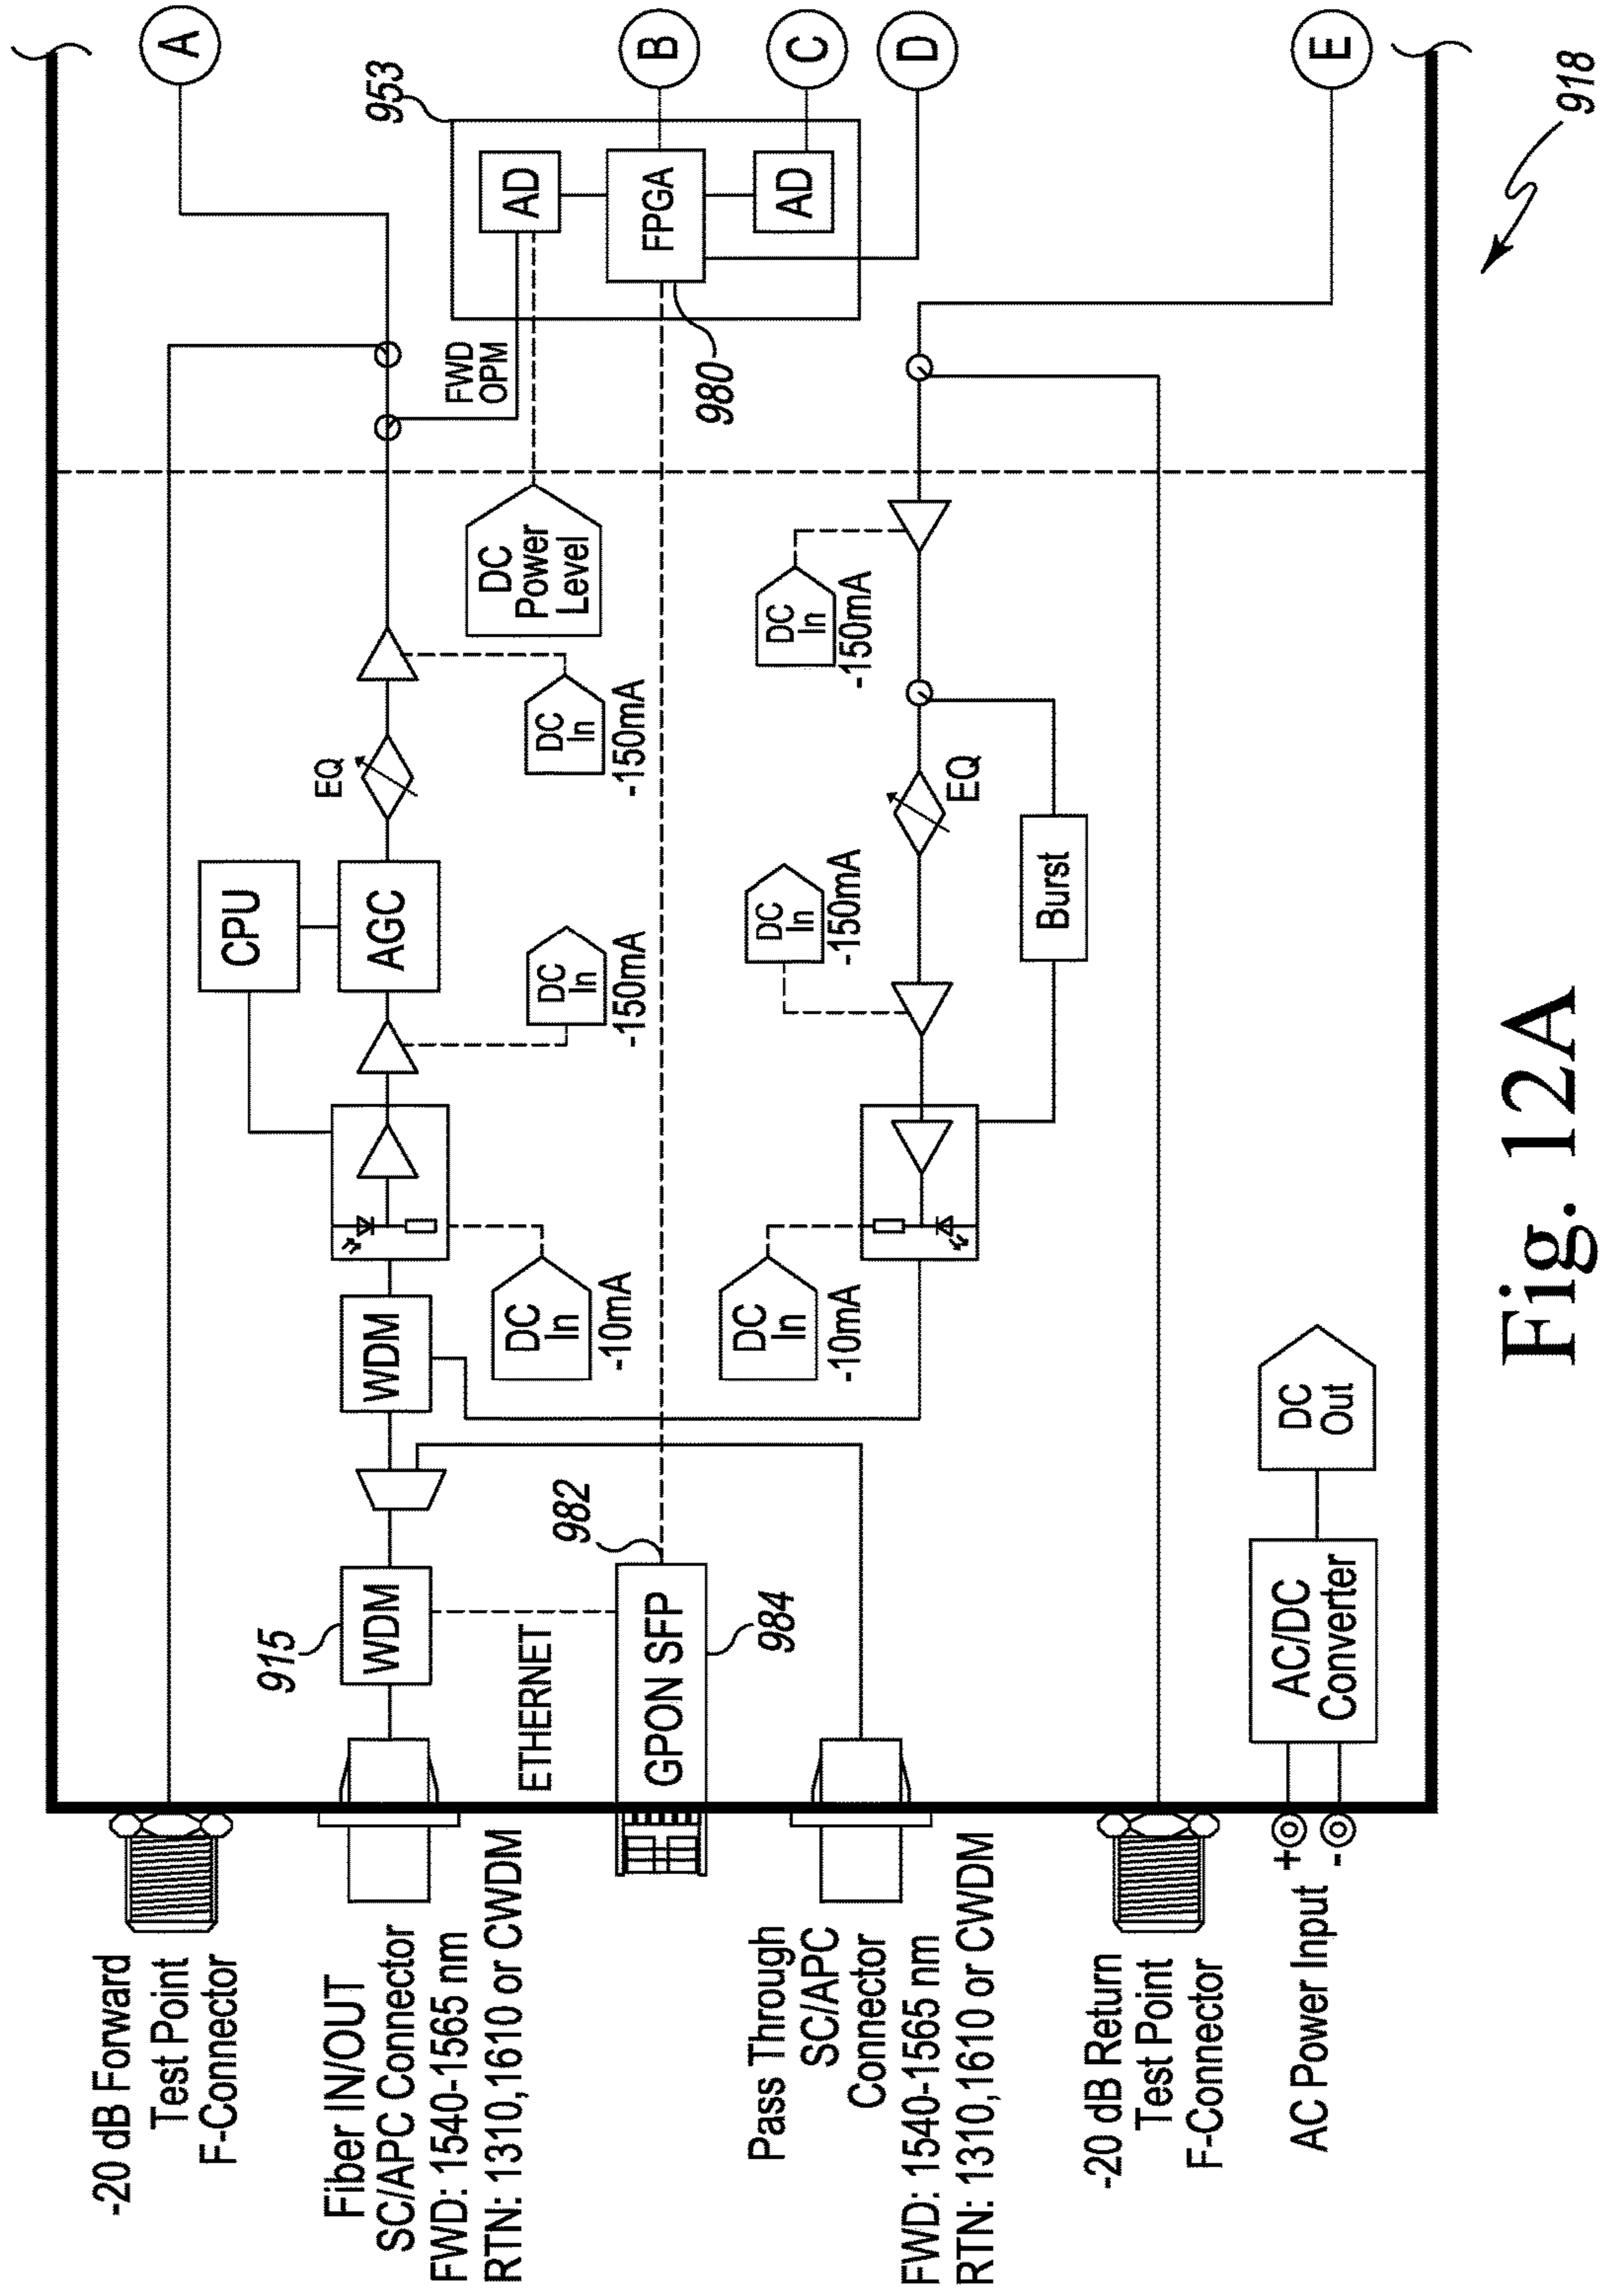 -20 dB Forward
Test Point
F-Connector
Fiber IN/OUT
SC/APC Connector
FWD: 1540-1565 nm
RTN: 1310,1610 or CWDM
Pass Through
SC/APC
Connector
FWD: 1540-1565 nm
RTN: 1310,1610 or CWDM
-20 dB Return
Test Point
F-Connector
AC Power Input
+
-
915
WDM
ETHERNET
GPON SFP
982
984
AC/DC
Converter
DC
Out
WDM
DC
In
-10mA
DC
In
-10mA
CPU
AGC
DC
In
-150mA
EQ
DC
In
-150mA
DC
In
-150mA
EQ
DC
In
-150mA
Burst
DC
Power
Level
FWD
OPM
953
AD
FPGA
AD
980
A
B
C
D
E
918
Fig. 12A